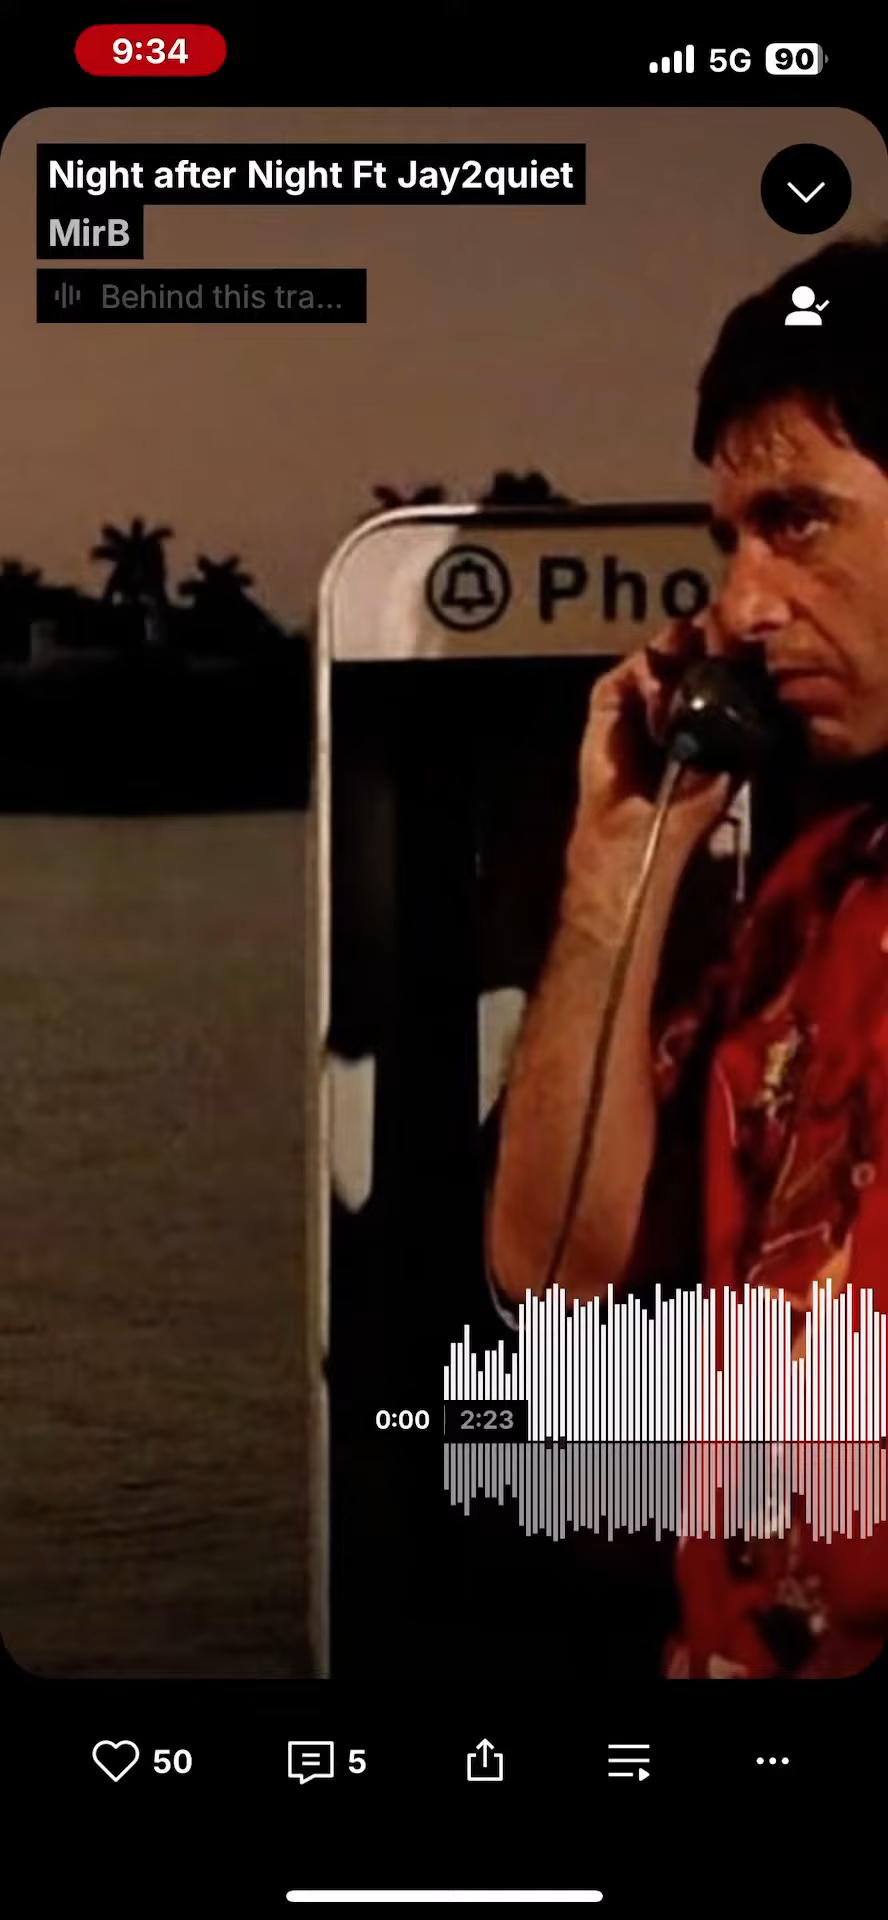 9:34
5G 90
Night after Night Ft Jay2quiet
MirB
Behind this tra...
Pho
0:00 2:23
50
5